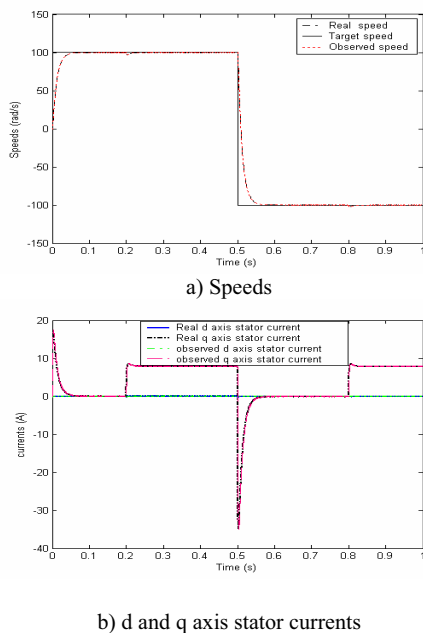 150
100
50
0
-50
-100
-150
Speeds (rad/s)
Real speed
Target speed
Observed speed
0 0.1 0.2 0.3 0.4 0.5 0.6 0.7 0.8 0.9 1
Time (s)
a) Speeds
20
10
0
-10
-20
-30
-40
currents (A)
Real d axis stator current
Real q axis stator current
observed d axis stator current
observed q axis stator current
0 0.1 0.2 0.3 0.4 0.5 0.6 0.7 0.8 0.9 1
Time (s)
b) d and q axis stator currents